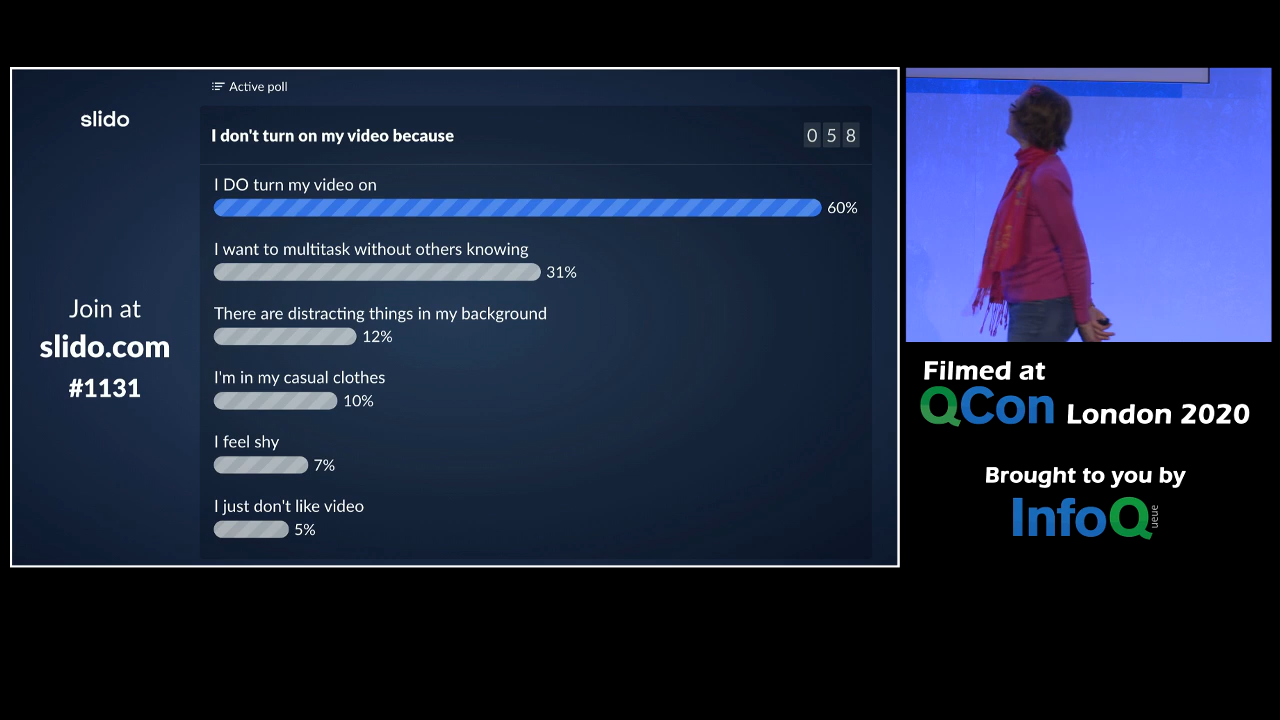 Active poll
slido
I don't turn on my video because
0 5 8
I DO turn my video on
60%
I want to multitask without others knowing
31%
There are distracting things in my background
12%
Join at
slido.com
#1131
I'm in my casual clothes
10%
I feel shy
7%
I just don't like video
5%
Filmed at
QCon London 2020
Brought to you by
InfoQ
ueue